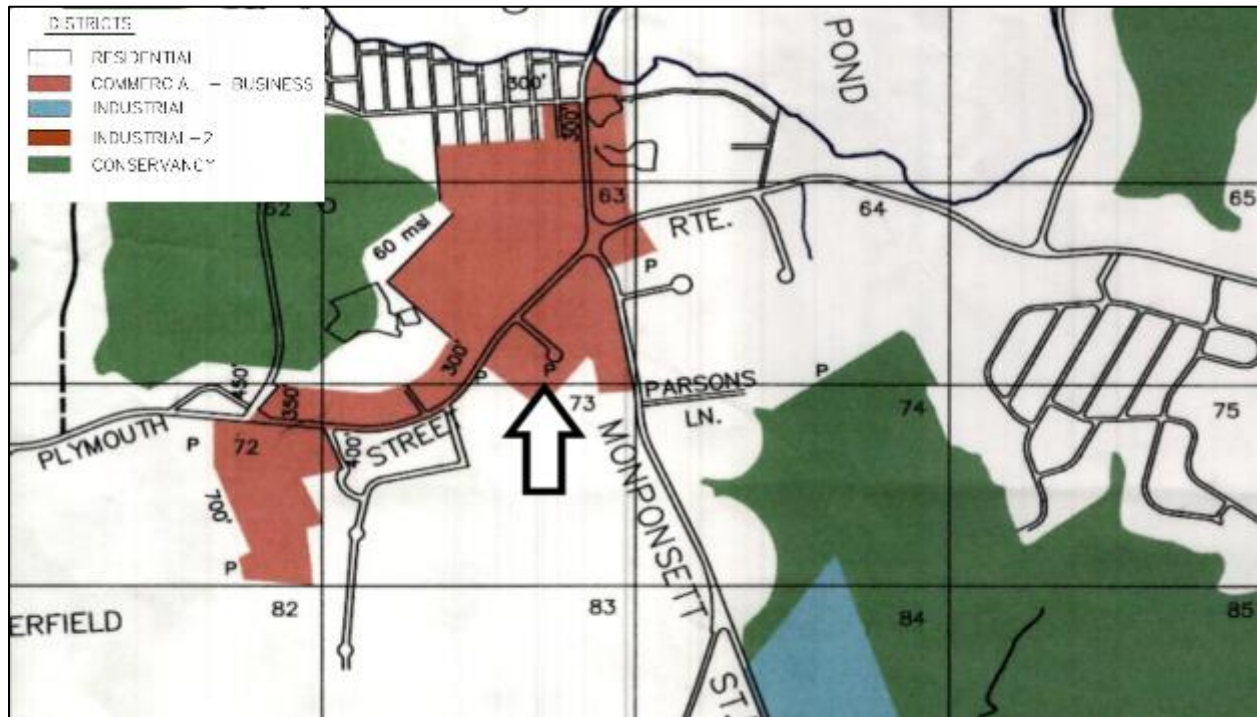 DISTRICTS
RESIDENTIAL
COMMERCIAL - BUSINESS
INDUSTRIAL
INDUSTRIAL-2
CONSERVANCY
POND
300'
300'
62
63
64
65
60 msl
RTE.
P
300'
450'
350'
P
P
P
73
PARSONS
LN.
74
75
PLYMOUTH
P
72
STREET
400'
MONPONSETT
700'
P
82
83
84
85
ERFIELD
ST.